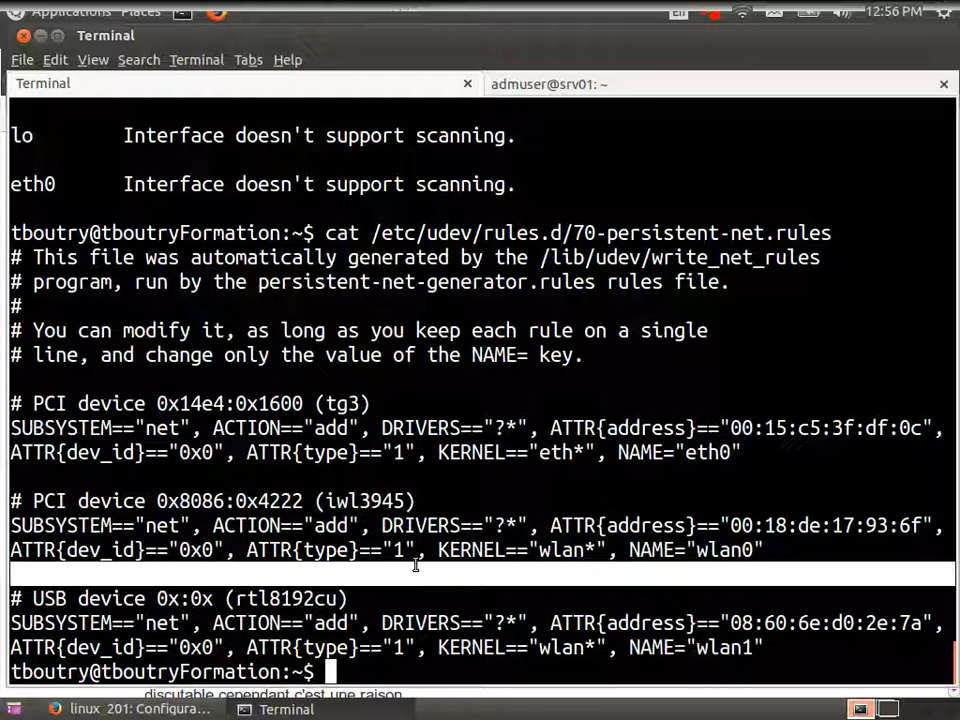 Applications Places En 12:56 PM
Terminal
File Edit View Search Terminal Tabs Help
Terminal × admuser@srv01: ~ ×
lo Interface doesn't support scanning.
eth0 Interface doesn't support scanning.
tboutry@tboutryFormation:~$ cat /etc/udev/rules.d/70-persistent-net.rules
# This file was automatically generated by the /lib/udev/write_net_rules
# program, run by the persistent-net-generator.rules rules file.
#
# You can modify it, as long as you keep each rule on a single
# line, and change only the value of the NAME= key.
# PCI device 0x14e4:0x1600 (tg3)
SUBSYSTEM=="net", ACTION=="add", DRIVERS=="?*", ATTR{address}=="00:15:c5:3f:df:0c",
ATTR{dev_id}=="0x0", ATTR{type}=="1", KERNEL=="eth*", NAME="eth0"
# PCI device 0x8086:0x4222 (iwl3945)
SUBSYSTEM=="net", ACTION=="add", DRIVERS=="?*", ATTR{address}=="00:18:de:17:93:6f",
ATTR{dev_id}=="0x0", ATTR{type}=="1", KERNEL=="wlan*", NAME="wlan0"
# USB device 0x:0x (rtl8192cu)
SUBSYSTEM=="net", ACTION=="add", DRIVERS=="?*", ATTR{address}=="08:60:6e:d0:2e:7a",
ATTR{dev_id}=="0x0", ATTR{type}=="1", KERNEL=="wlan*", NAME="wlan1"
tboutry@tboutryFormation:~$
discutable cependant c'est une raison
linux_201: Configura... Terminal